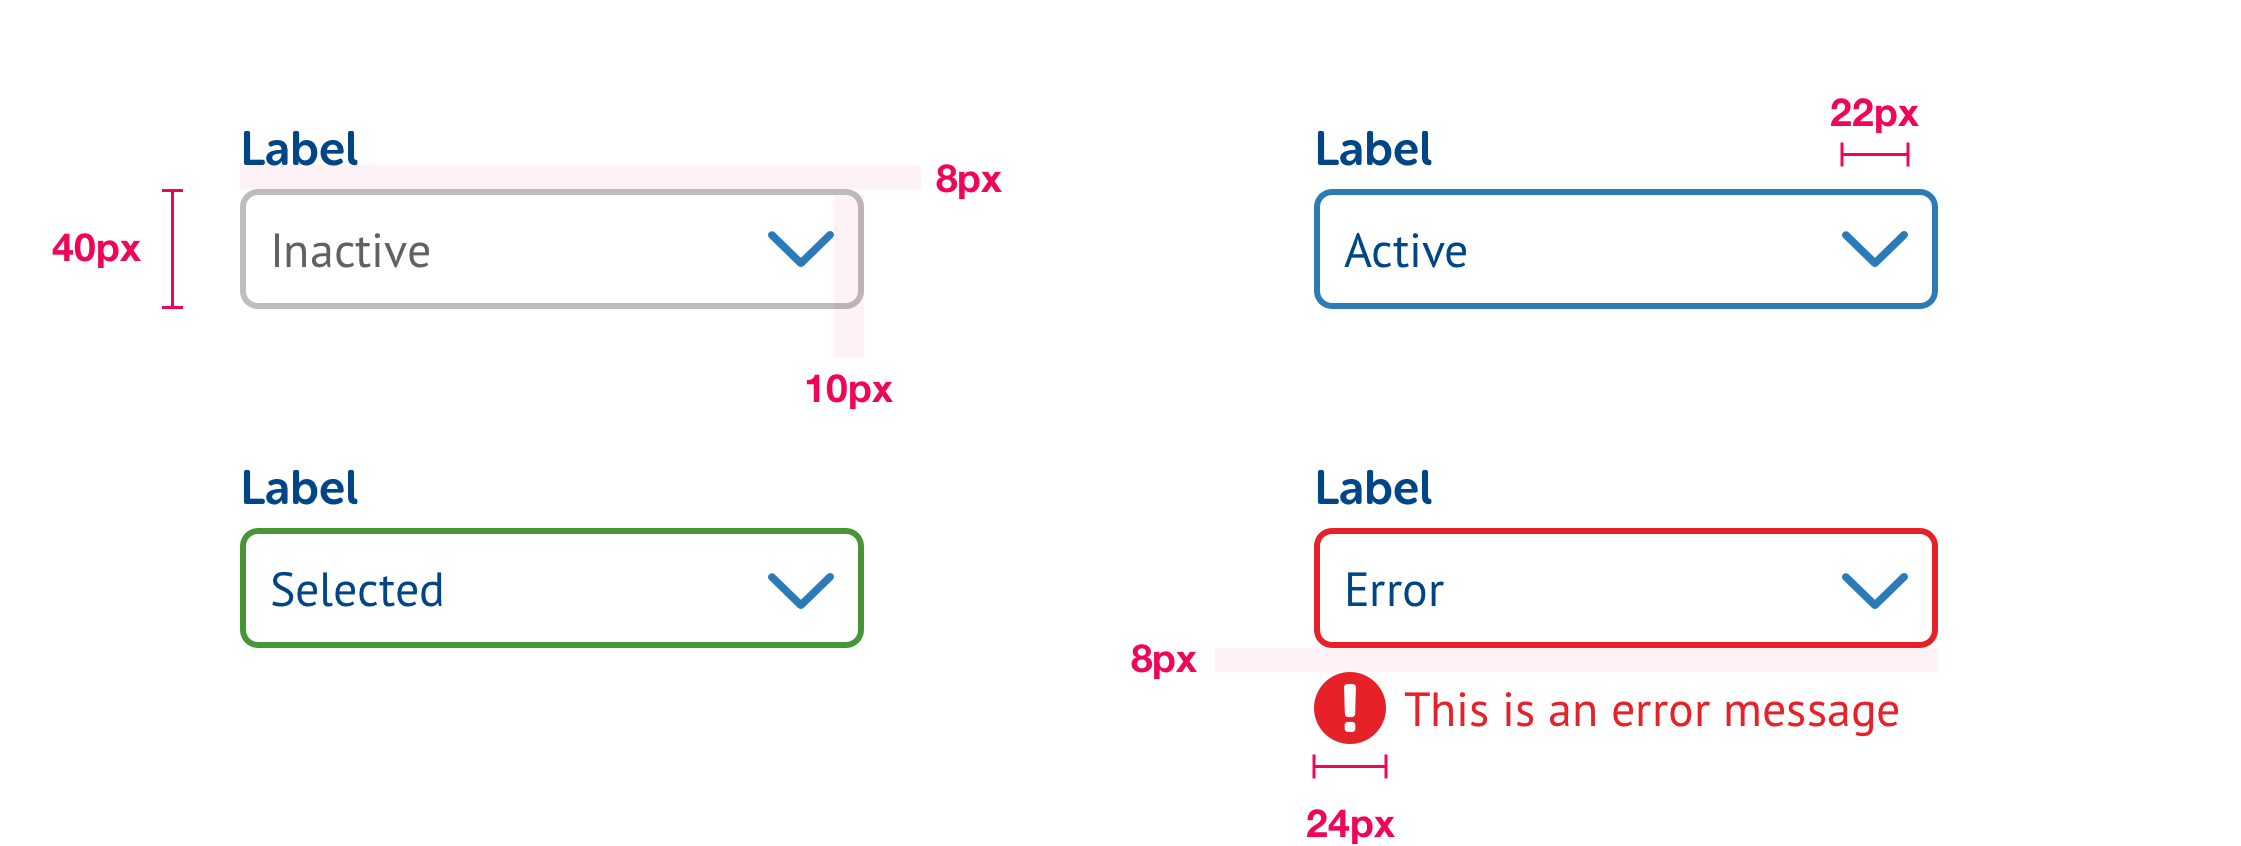 Label
8px
40px
Inactive
10px
22px
Label
Active
Label
Selected
Label
Error
8px
! This is an error message
24px